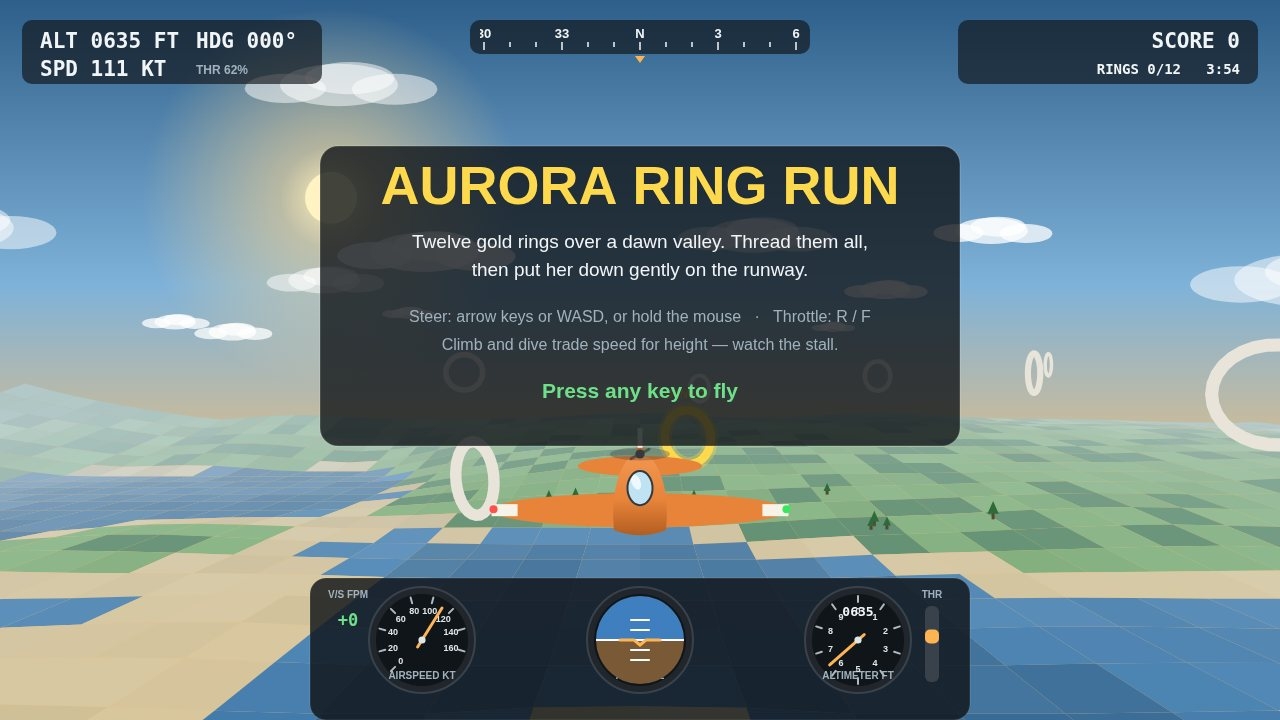 ALT 0635 FT HDG 000°
SPD 111 KT THR 62%
30 33 N 3 6
SCORE 0
RINGS 0/12 3:54
AURORA RING RUN
Twelve gold rings over a dawn valley. Thread them all,
then put her down gently on the runway.
Steer: arrow keys or WASD, or hold the mouse · Throttle: R / F
Climb and dive trade speed for height — watch the stall.
Press any key to fly
V/S FPM
+0
0 20 40 60 80 100 120 140 160
AIRSPEED KT
0635
1 2 3 4 5 6 7 8 9
ALTIMETER FT
THR